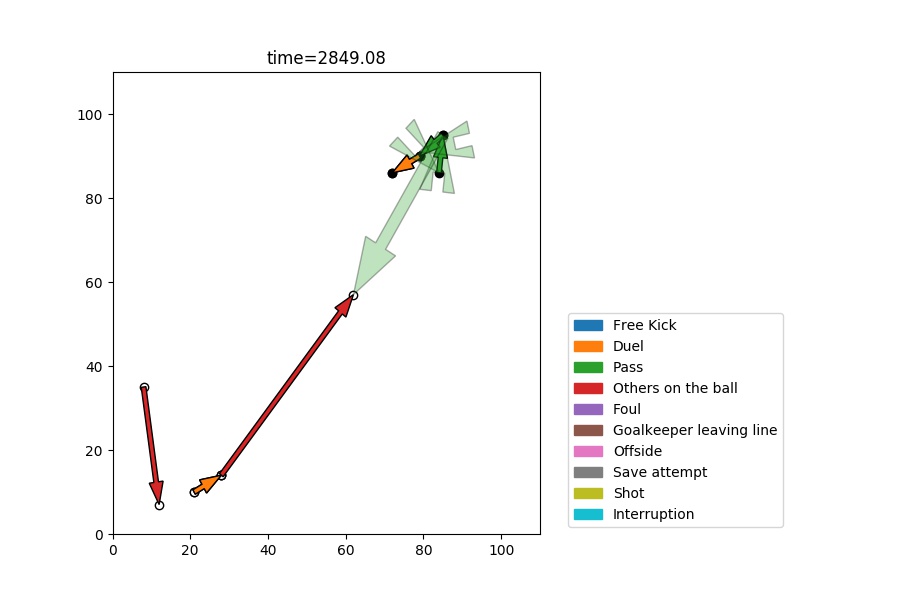 time=2849.08
100
80
60
40
20
0
0 20 40 60 80 100
Free Kick
Duel
Pass
Others on the ball
Foul
Goalkeeper leaving line
Offside
Save attempt
Shot
Interruption